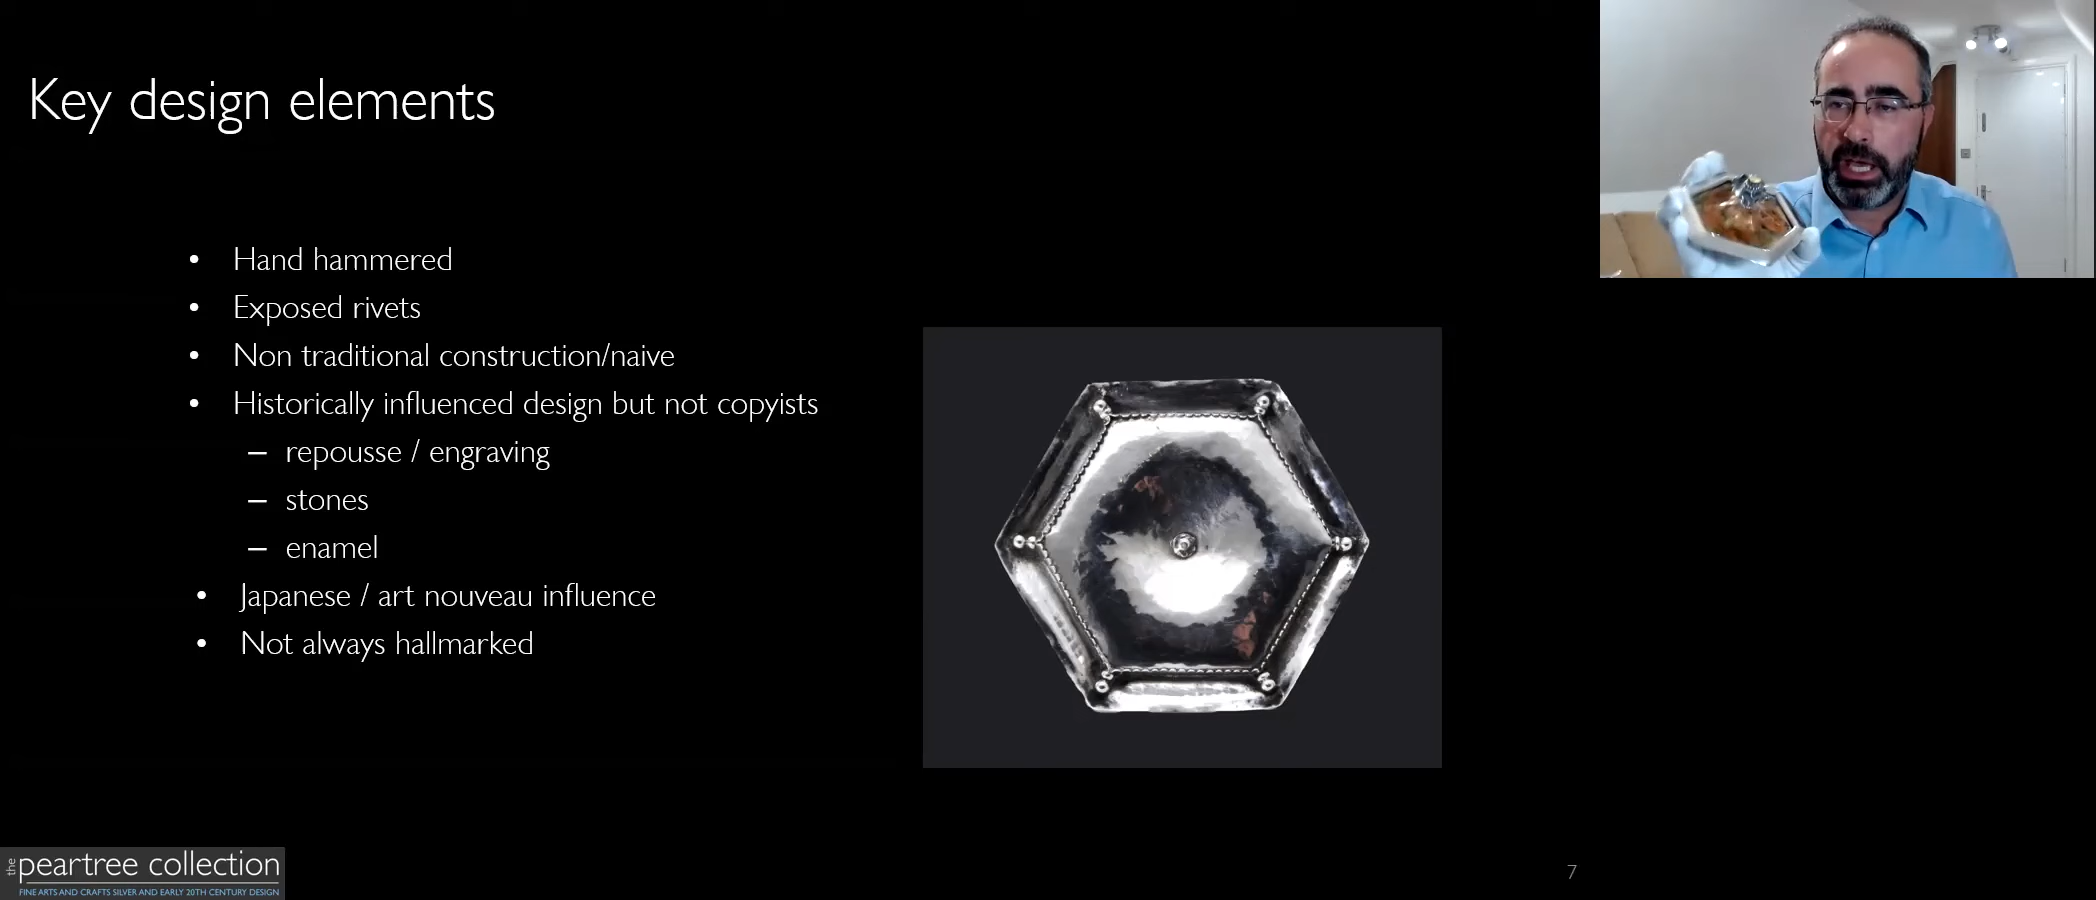 Key design elements
• Hand hammered
• Exposed rivets
• Non traditional construction/naive
• Historically influenced design but not copyists
– repousse / engraving
– stones
– enamel
• Japanese / art nouveau influence
• Not always hallmarked
the peartree collection
FINE ARTS AND CRAFTS SILVER AND EARLY 20TH CENTURY DESIGN
7